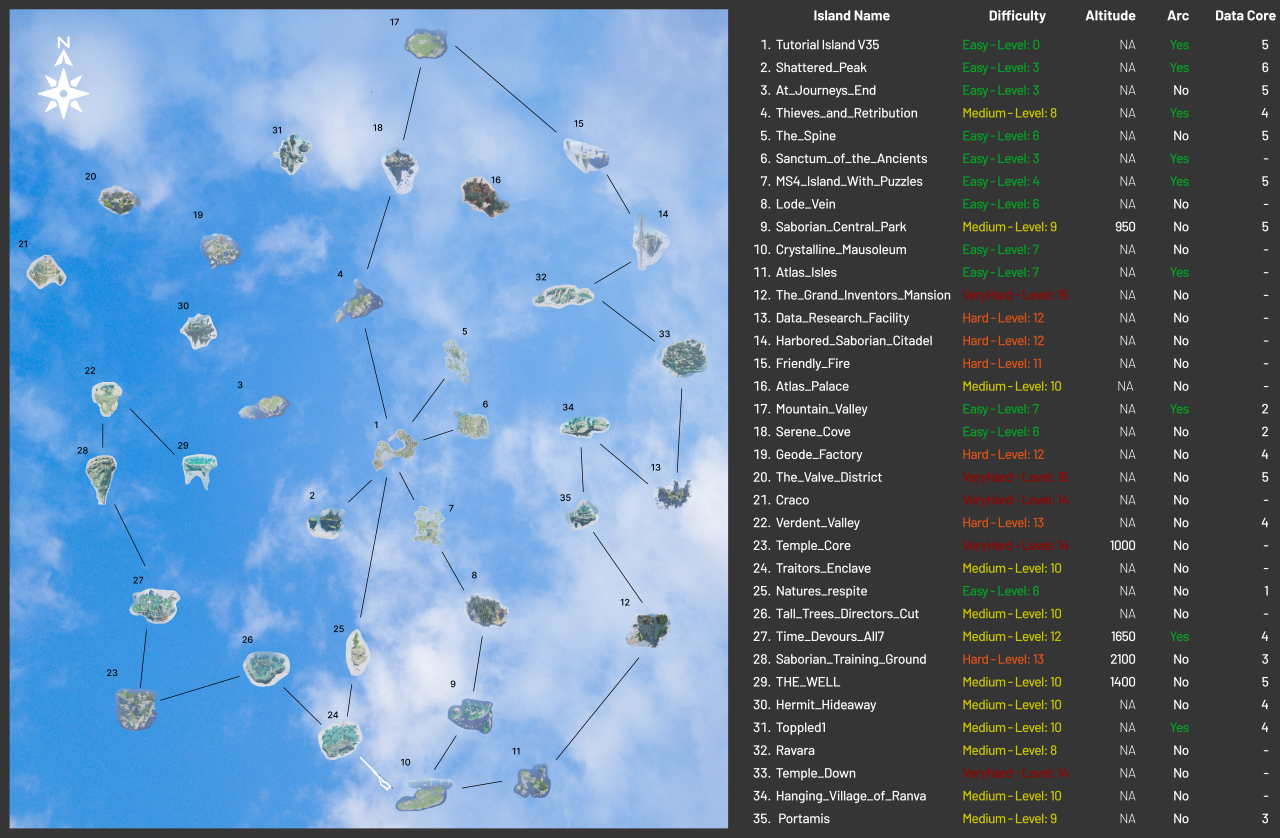 N
17
15
18
31
20
16
19
14
21
4
32
30
5
33
22
3
6
34
1
28
29
13
2
35
7
27
8
12
25
26
23
9
24
11
10
Island Name Difficulty Altitude Arc Data Core
1. Tutorial Island V35 Easy - Level: 0 NA Yes 5
2. Shattered_Peak Easy - Level: 3 NA Yes 6
3. At_Journeys_End Easy - Level: 3 NA No 5
4. Thieves_and_Retribution Medium - Level: 8 NA Yes 4
5. The_Spine Easy - Level: 6 NA No 5
6. Sanctum_of_the_Ancients Easy - Level: 3 NA Yes -
7. MS4_Island_With_Puzzles Easy - Level: 4 NA Yes 5
8. Lode_Vein Easy - Level: 6 NA No -
9. Saborian_Central_Park Medium - Level: 9 950 No 5
10. Crystalline_Mausoleum Easy - Level: 7 NA No -
11. Atlas_Isles Easy - Level: 7 NA Yes -
12. The_Grand_Inventors_Mansion VeryHard - Level: 15 NA No -
13. Data_Research_Facility Hard - Level: 12 NA No -
14. Harbored_Saborian_Citadel Hard - Level: 12 NA No -
15. Friendly_Fire Hard - Level: 11 NA No -
16. Atlas_Palace Medium - Level: 10 NA No -
17. Mountain_Valley Easy - Level: 7 NA Yes 2
18. Serene_Cove Easy - Level: 6 NA No 2
19. Geode_Factory Hard - Level: 12 NA No 4
20. The_Valve_District VeryHard - Level: 15 NA No 5
21. Craco VeryHard - Level: 14 NA No -
22. Verdent_Valley Hard - Level: 13 NA No 4
23. Temple_Core VeryHard - Level: 14 1000 No -
24. Traitors_Enclave Medium - Level: 10 NA No -
25. Natures_respite Easy - Level: 6 NA No 1
26. Tall_Trees_Directors_Cut Medium - Level: 10 NA No -
27. Time_Devours_All7 Medium - Level: 12 1650 Yes 4
28. Saborian_Training_Ground Hard - Level: 13 2100 No 3
29. THE_WELL Medium - Level: 10 1400 No 5
30. Hermit_Hideaway Medium - Level: 10 NA No 4
31. Toppled1 Medium - Level: 10 NA Yes 4
32. Ravara Medium - Level: 8 NA No -
33. Temple_Down VeryHard - Level: 14 NA No -
34. Hanging_Village_of_Ranva Medium - Level: 10 NA No -
35. Portamis Medium - Level: 9 NA No 3